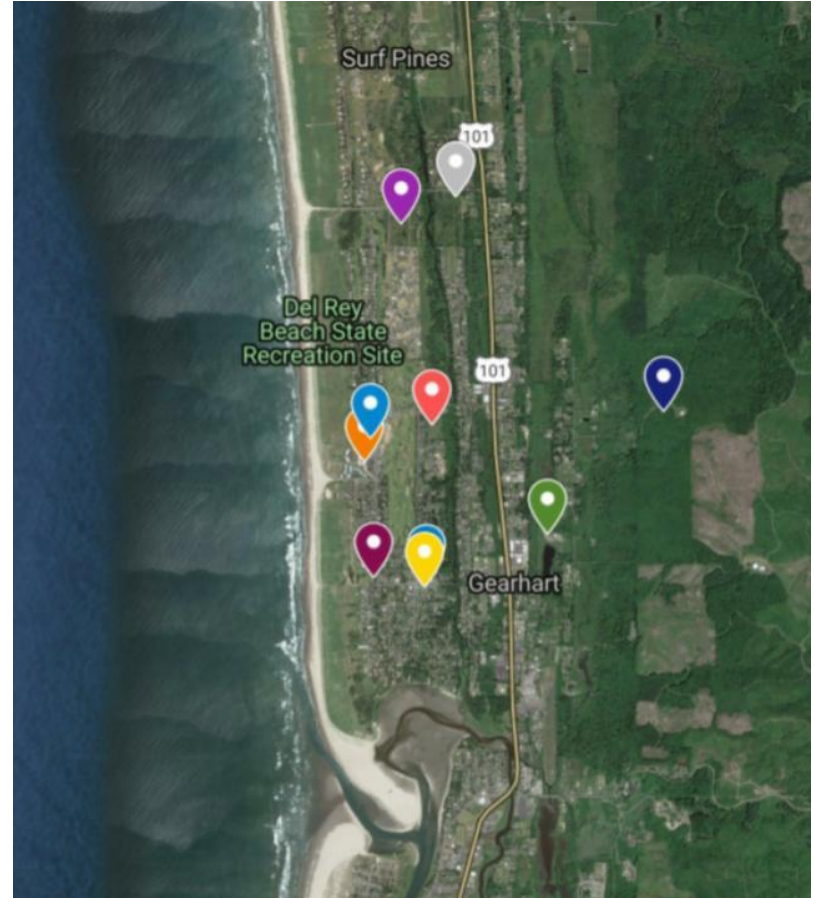 Surf Pines
101
Del Rey
Beach State
Recreation Site
101
Gearhart